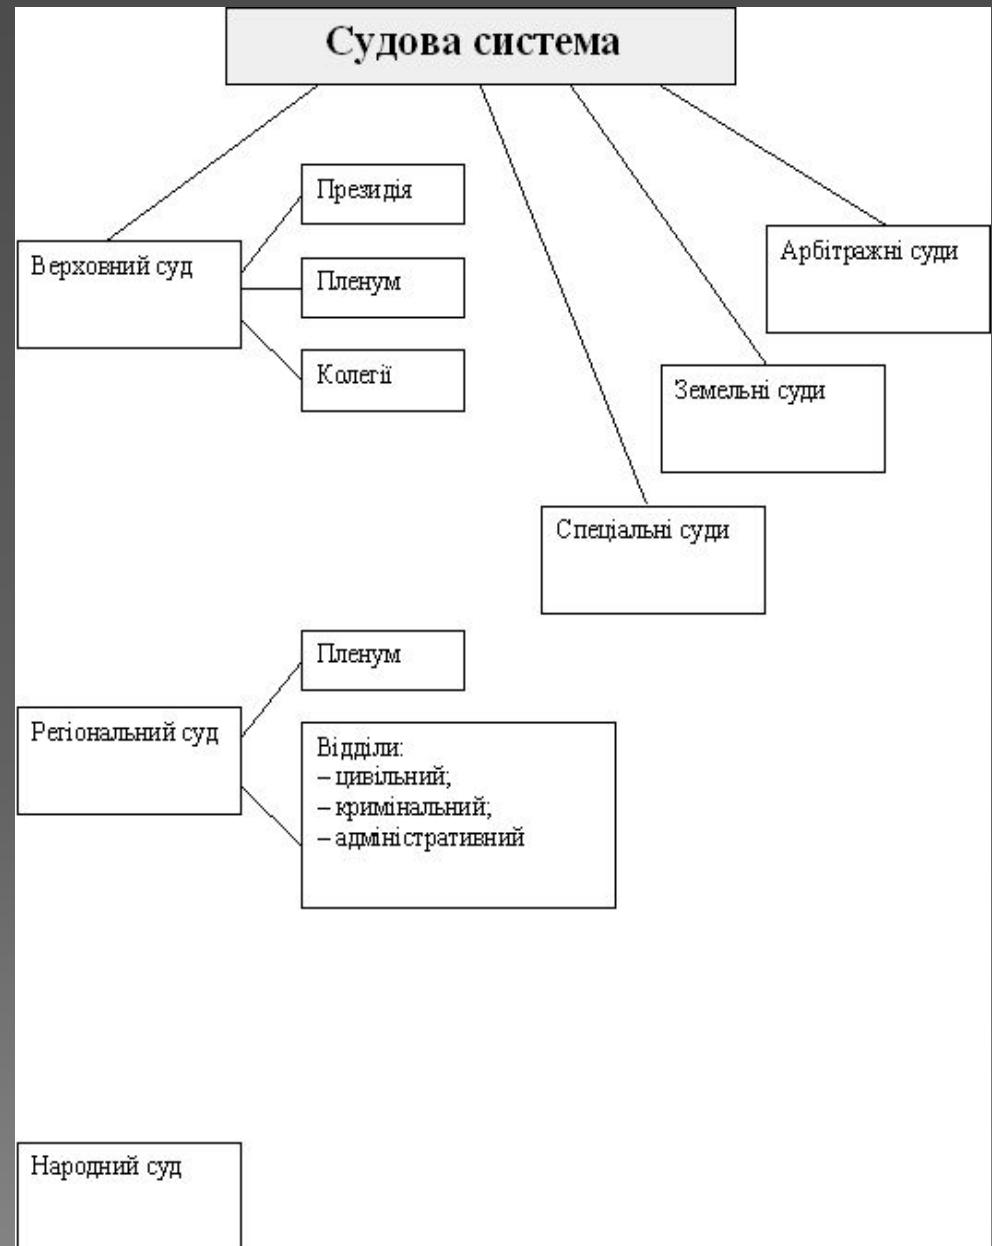 Судова система
Президія
Верховний суд
Пленум
Колегії
Арбітражні суди
Земельні суди
Спеціальні суди
Пленум
Регіональний суд
Відділи:
– цивільний;
– кримінальний;
– адміністративний
Народний суд